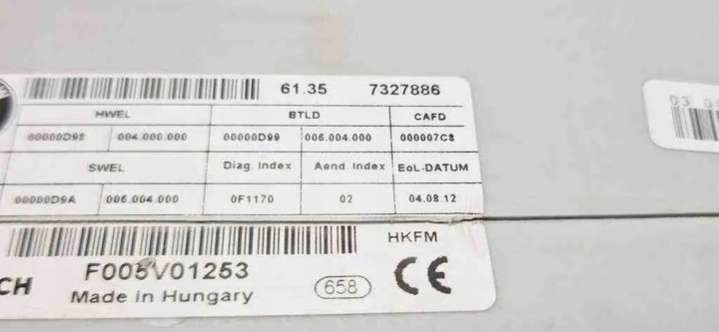 61.35 7327886
HWEL BTLD CAFD
00000D98 004.000.000 00000D99 006.004.000 000007C8
SWEL Diag. Index Aend. Index EoL-DATUM
00000D9A 006.004.000 0F1170 02 04.08.12
HKFM
CH F005V01253
Made in Hungary 658 CE
03 0